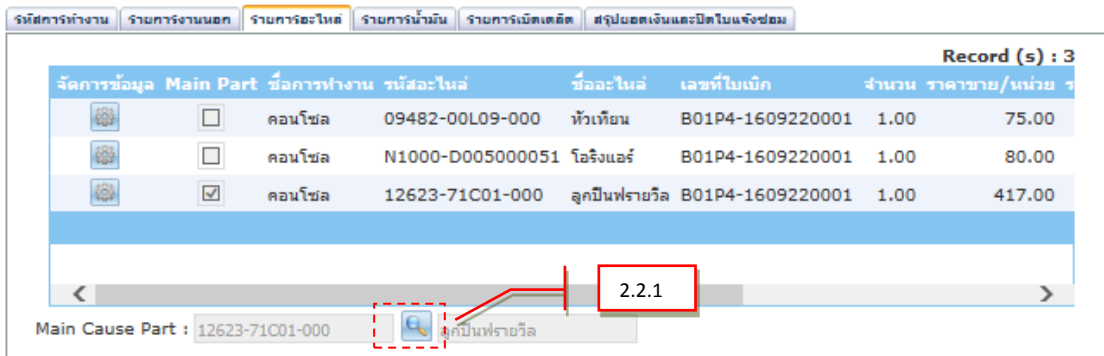 รหัสการทำงาน รายการงานนอก รายการอะไหล่ รายการน้ำมัน รายการเบ็ดเตล็ด สรุปยอดเงินและปิดใบแจ้งซ่อม
Record (s) : 3
จัดการข้อมูล Main Part ชื่อการทำงาน รหัสอะไหล่ ชื่ออะไหล่ เลขที่ใบเบิก จำนวน ราคาขาย/หน่วย
คอนโซล 09482-00L09-000 หัวเทียน B01P4-1609220001 1.00 75.00
คอนโซล N1000-D005000051 โอริงแอร์ B01P4-1609220001 1.00 80.00
คอนโซล 12623-71C01-000 ลูกปืนฟรายวีล B01P4-1609220001 1.00 417.00
2.2.1
Main Cause Part : 12623-71C01-000 ลูกปืนฟรายวีล